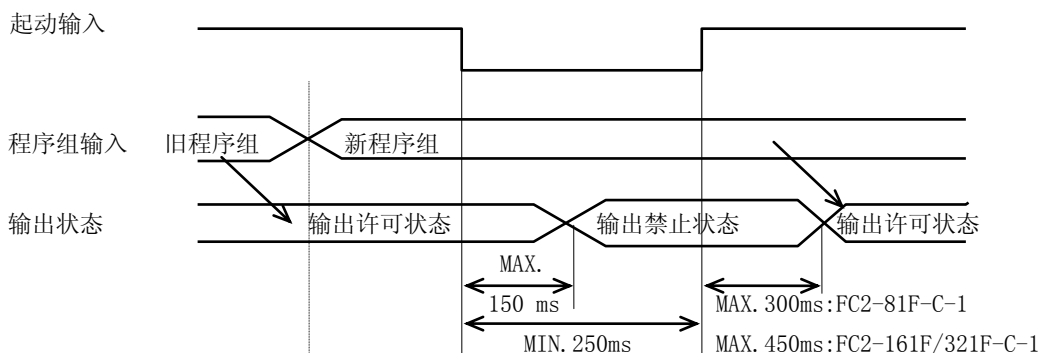 起动输入
程序组输入
旧程序组
新程序组
输出状态
输出许可状态
输出禁止状态
输出许可状态
MAX.
150 ms
MAX.300ms:FC2-81F-C-1
MIN.250ms
MAX.450ms:FC2-161F/321F-C-1